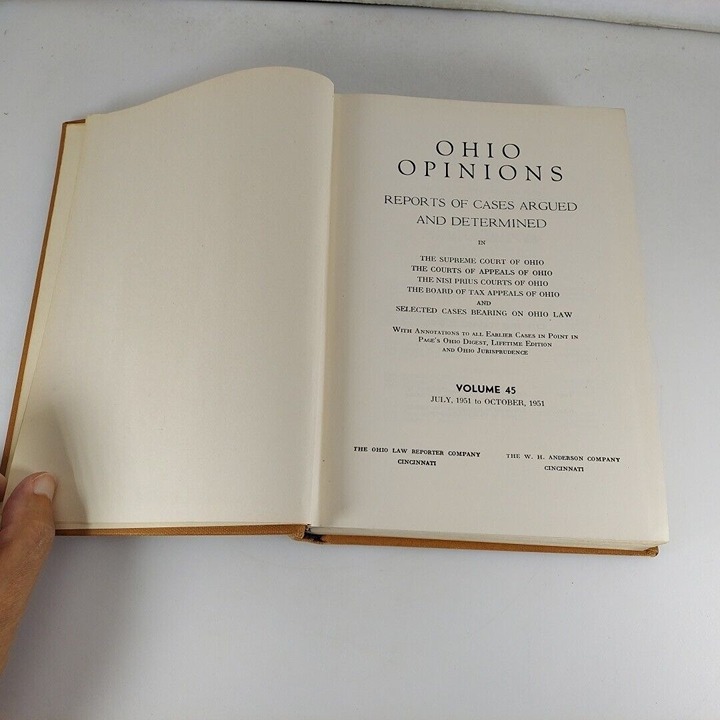 OHIO
OPINIONS
REPORTS OF CASES ARGUED
AND DETERMINED
IN
THE SUPREME COURT OF OHIO
THE COURTS OF APPEALS OF OHIO
THE NISI PRIUS COURTS OF OHIO
THE BOARD OF TAX APPEALS OF OHIO
AND
SELECTED CASES BEARING ON OHIO LAW
With Annotations to all Earlier Cases in Point in
Page's Ohio Digest, Lifetime Edition
and Ohio Jurisprudence
VOLUME 45
JULY, 1951 to OCTOBER, 1951
THE OHIO LAW REPORTER COMPANY
CINCINNATI
THE W. H. ANDERSON COMPANY
CINCINNATI